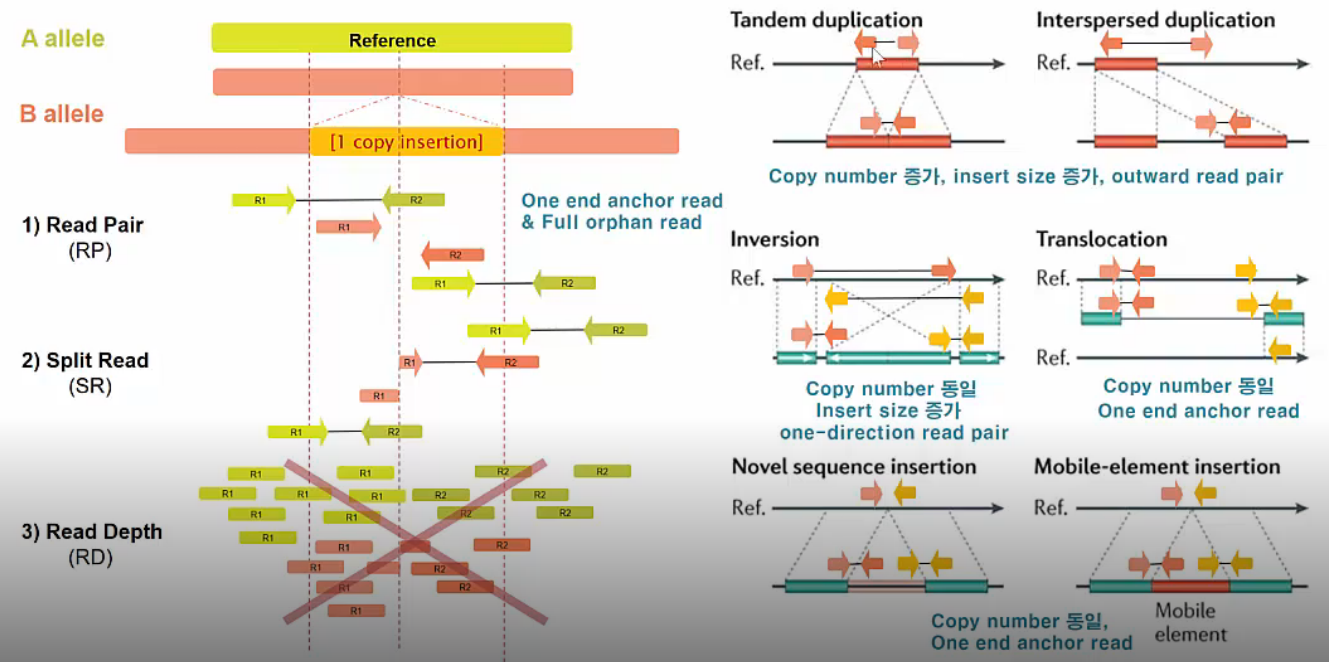 A allele
Reference
B allele
[1 copy insertion]
1) Read Pair
(RP)
R1
R2
R1
R2
R1
R2
One end anchor read
& Full orphan read
2) Split Read
(SR)
R1
R2
R1
R2
R1
R1
R2
3) Read Depth
(RD)
R1
R1
R2
R2
R1
R1
R1
R2
R2
R1
R1
R2
R2
R1
R1
R2
R1
R2
R1
R2
R1
Tandem duplication
Ref.
Interspersed duplication
Ref.
Copy number 증가, insert size 증가, outward read pair
Inversion
Ref.
Copy number 동일
Insert size 증가
one-direction read pair
Translocation
Ref.
Ref.
Copy number 동일
One end anchor read
Novel sequence insertion
Ref.
Mobile-element insertion
Ref.
Mobile
element
Copy number 동일,
One end anchor read